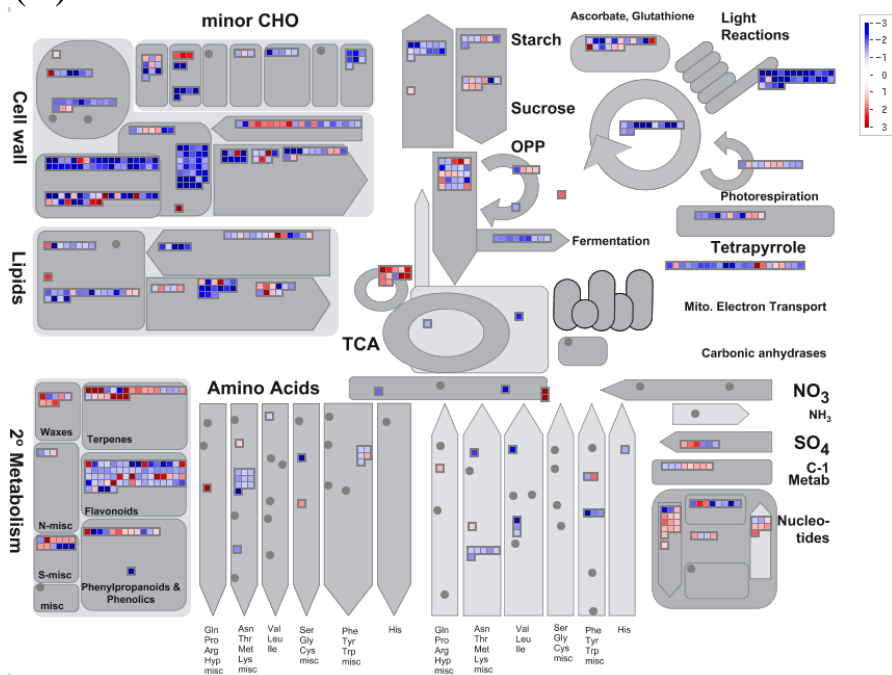 minor CHO
Ascorbate, Glutathione
Light
Reactions
-3
-2
-1
0
1
2
3
Starch
Sucrose
OPP
Cell wall
Photorespiration
Fermentation
Tetrapyrrole
Lipids
Mito. Electron Transport
TCA
Carbonic anhydrases
Amino Acids
NO3
NH3
SO4
C-1
Metab
Nucleo-
tides
2º Metabolism
Waxes
Terpenes
N-misc
Flavonoids
S-misc
Phenylpropanoids &
Phenolics
misc
Gln
Pro
Arg
Hyp
misc
Asn
Thr
Met
Lys
misc
Val
Leu
Ile
Ser
Gly
Cys
misc
Phe
Tyr
Trp
misc
His
Gln
Pro
Arg
Hyp
misc
Asn
Thr
Met
Lys
misc
Val
Leu
Ile
Ser
Gly
Cys
misc
Phe
Tyr
Trp
misc
His